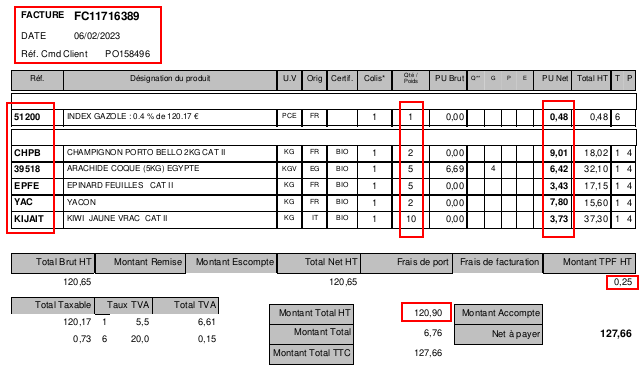 FACTURE FC11716389
DATE 06/02/2023
Réf. Cmd Client PO158496
Réf. Désignation du produit U.V Orig Certif. Colis* Qté / Poids PU Brut Q** G P E PU Net Total HT T P
51200 INDEX GAZOLE : 0.4 % de 120.17 € PCE FR 1 1 0,00 0,48 0,48 6
CHPB CHAMPIGNON PORTO BELLO 2KG CAT II KG FR BIO 1 2 0,00 9,01 18,02 1 4
39518 ARACHIDE COQUE (5KG) EGYPTE KGV EG BIO 1 5 6,69 4 6,42 32,10 1 4
EPFE EPINARD FEUILLES CAT II KG FR BIO 1 5 0,00 3,43 17,15 1 4
YAC YACON KG FR BIO 1 2 0,00 7,80 15,60 1 4
KIJAIT KIWI JAUNE VRAC CAT II KG IT BIO 1 10 0,00 3,73 37,30 1 4
Total Brut HT Montant Remise Montant Escompte Total Net HT Frais de port Frais de facturation Montant TPF HT
120,65 120,65 0,25
Total Taxable Taux TVA Total TVA
120,17 1 5,5 6,61
0,73 6 20,0 0,15
Montant Total HT 120,90 Montant Accompte
Montant Total 6,76 Net à payer 127,66
Montant Total TTC 127,66